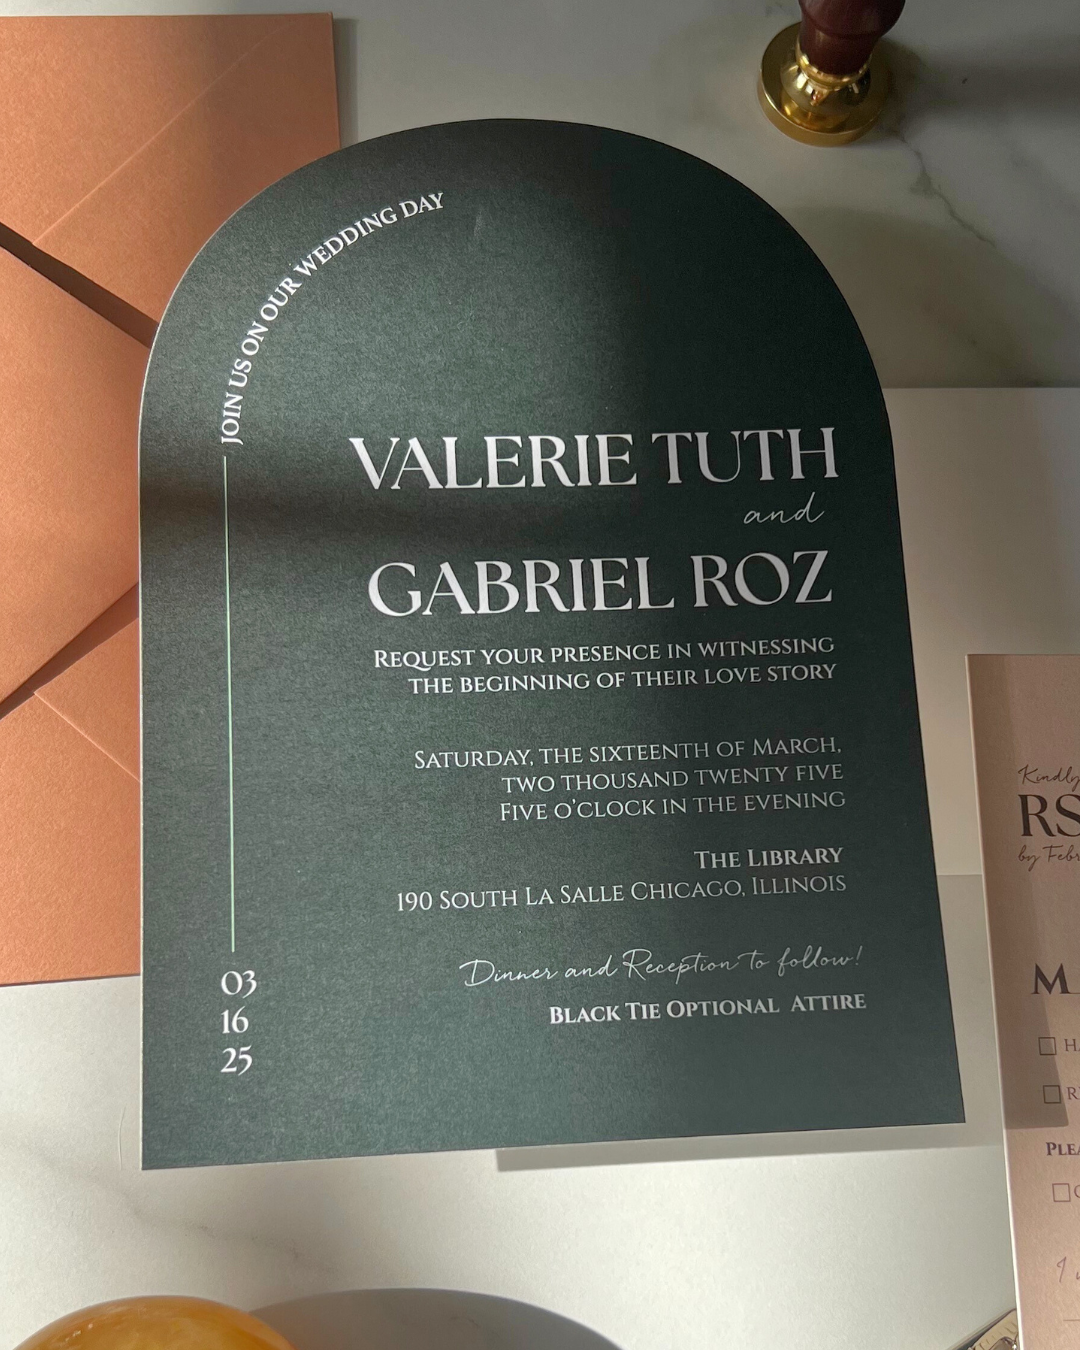 JOIN US ON OUR WEDDING DAY
VALERIE TUTH
and
GABRIEL ROZ
REQUEST YOUR PRESENCE IN WITNESSING
THE BEGINNING OF THEIR LOVE STORY
SATURDAY, THE SIXTEENTH OF MARCH,
TWO THOUSAND TWENTY FIVE
FIVE O'CLOCK IN THE EVENING
THE LIBRARY
190 SOUTH LA SALLE CHICAGO, ILLINOIS
Dinner and Reception to follow!
BLACK TIE OPTIONAL ATTIRE
03
16
25
Kindly
by